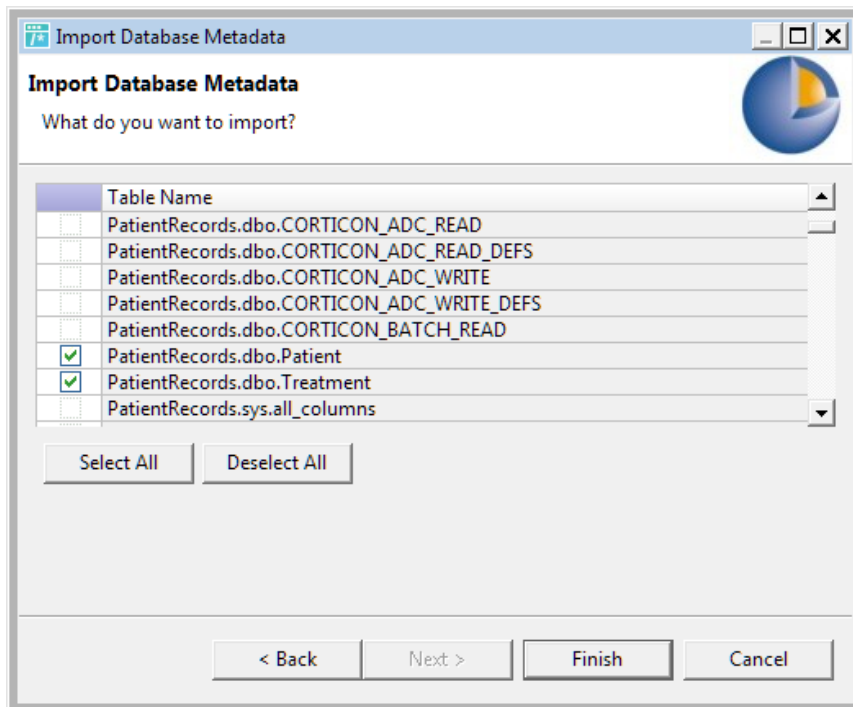 Import Database Metadata
Import Database Metadata
What do you want to import?
Table Name
PatientRecords.dbo.CORTICON_ADC_READ
PatientRecords.dbo.CORTICON_ADC_READ_DEFS
PatientRecords.dbo.CORTICON_ADC_WRITE
PatientRecords.dbo.CORTICON_ADC_WRITE_DEFS
PatientRecords.dbo.CORTICON_BATCH_READ
PatientRecords.dbo.Patient
PatientRecords.dbo.Treatment
PatientRecords.sys.all_columns
Select All Deselect All
< Back Next > Finish Cancel